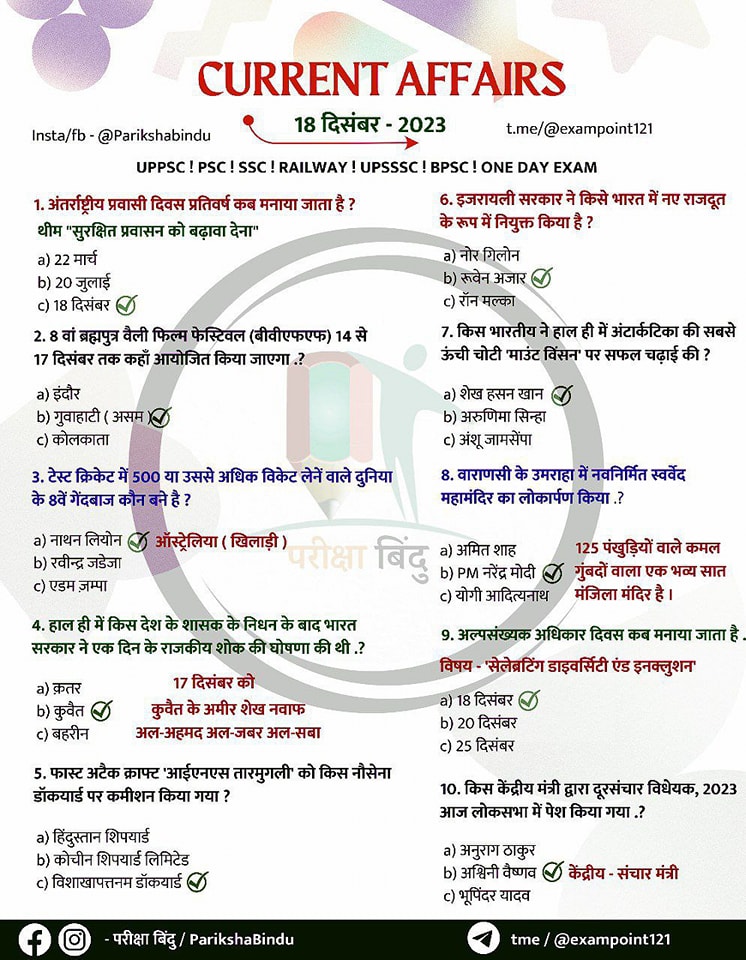 CURRENT AFFAIRS
18 दिसंबर - 2023
Insta/fb - @Parikshabindu
t.me/@exampoint121
UPPSC ! PSC ! SSC ! RAILWAY ! UPSSSC ! BPSC ! ONE DAY EXAM
1. अंतर्राष्ट्रीय प्रवासी दिवस प्रतिवर्ष कब मनाया जाता है ?
थीम "सुरक्षित प्रवासन को बढ़ावा देना"
a) 22 मार्च
b) 20 जुलाई
c) 18 दिसंबर
2. 8 वां ब्रह्मपुत्र वैली फिल्म फेस्टिवल (बीवीएफएफ) 14 से
17 दिसंबर तक कहाँ आयोजित किया जाएगा .?
a) इंदौर
b) गुवाहाटी ( असम )
c) कोलकाता
3. टेस्ट क्रिकेट में 500 या उससे अधिक विकेट लेनें वाले दुनिया
के 8वें गेंदबाज कौन बने है ?
a) नाथन लियोन ऑस्ट्रेलिया ( खिलाड़ी )
b) रवीन्द्र जडेजा
c) एडम ज़म्पा
4. हाल ही में किस देश के शासक के निधन के बाद भारत
सरकार ने एक दिन के राजकीय शोक की घोषणा की थी .?
a) क़तर
b) कुवैत
c) बहरीन
17 दिसंबर को
कुवैत के अमीर शेख नवाफ
अल-अहमद अल-जबर अल-सबा
5. फास्ट अटैक क्राफ्ट 'आईएनएस तारमुगली' को किस नौसेना
डॉकयार्ड पर कमीशन किया गया ?
a) हिंदुस्तान शिपयार्ड
b) कोचीन शिपयार्ड लिमिटेड
c) विशाखापत्तनम डॉकयार्ड
6. इजरायली सरकार ने किसे भारत में नए राजदूत
के रूप में नियुक्त किया है ?
a) नोर गिलोन
b) रूवेन अजार
c) रॉन मल्का
7. किस भारतीय ने हाल ही में अंटार्कटिका की सबसे
ऊंची चोटी 'माउंट विंसन' पर सफल चढ़ाई की ?
a) शेख हसन खान
b) अरुणिमा सिन्हा
c) अंशू जामसेंपा
8. वाराणसी के उमराहा में नवनिर्मित स्वर्वेद
महामंदिर का लोकार्पण किया .?
a) अमित शाह
b) PM नरेंद्र मोदी
c) योगी आदित्यनाथ
125 पंखुड़ियों वाले कमल
गुंबदों वाला एक भव्य सात
मंजिला मंदिर है ।
9. अल्पसंख्यक अधिकार दिवस कब मनाया जाता है .
विषय - 'सेलेब्रटिंग डाइवर्सिटी एंड इनक्लुशन'
a) 18 दिसंबर
b) 20 दिसंबर
c) 25 दिसंबर
10. किस केंद्रीय मंत्री द्वारा दूरसंचार विधेयक, 2023
आज लोकसभा में पेश किया गया .?
a) अनुराग ठाकुर
b) अश्विनी वैष्णव केंद्रीय - संचार मंत्री
c) भूपिंदर यादव
परीक्षा बिंदु
- परीक्षा बिंदु / ParikshaBindu
tme / @exampoint121